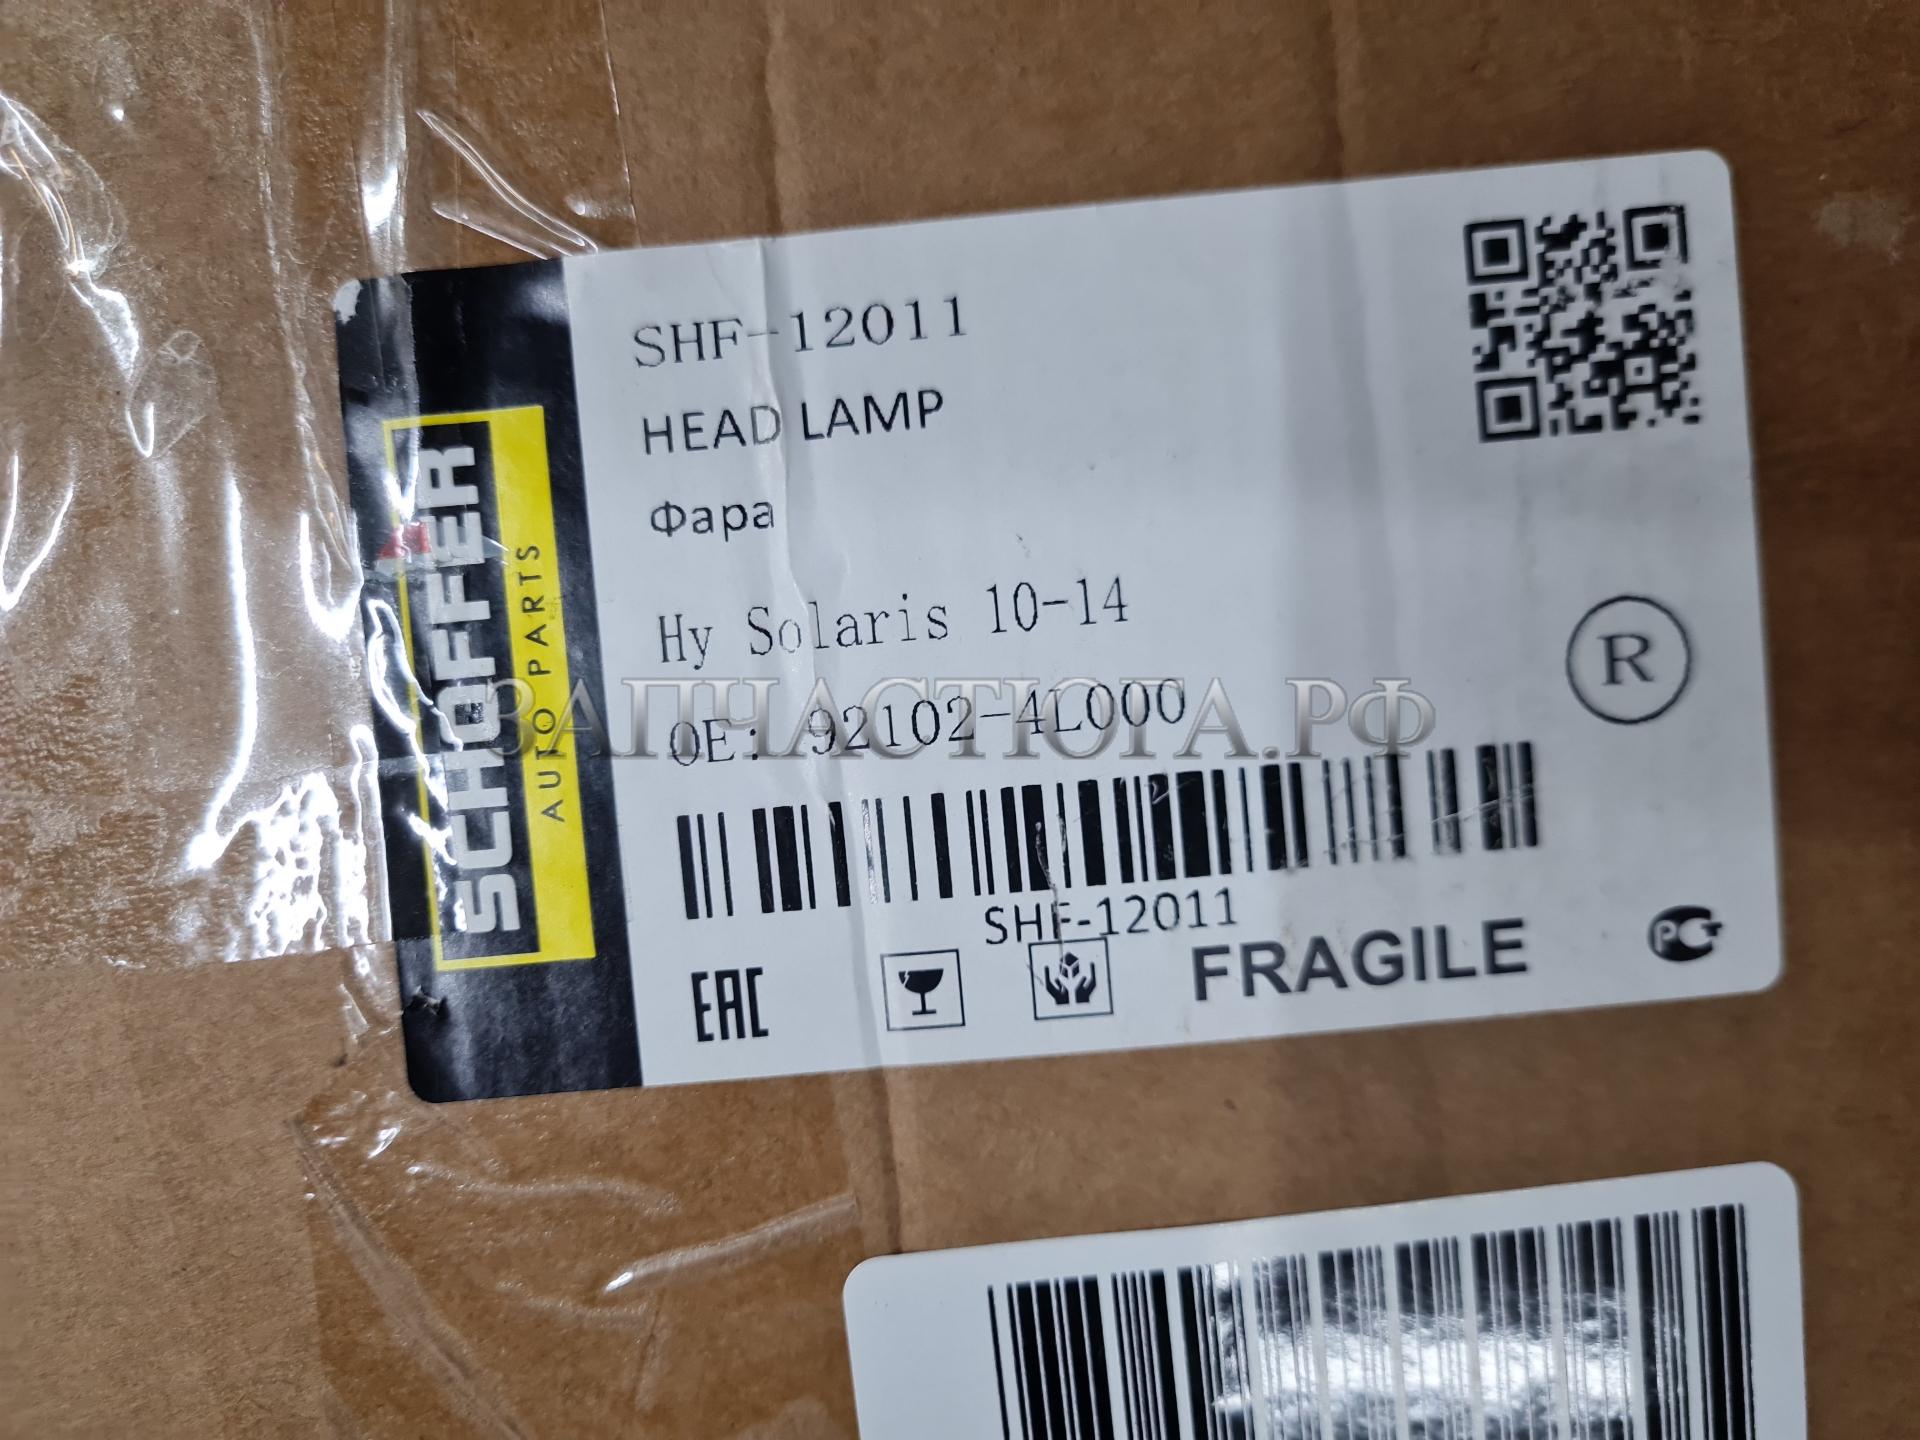 SCHOFFER
AUTO PARTS
SHF-12011
HEAD LAMP
Фара
Hy Solaris 10-14
ЗАПЧАСТЮГА.РФ
OE: 92102-4L000
R
SHF-12011
EAC
FRAGILE
РСТ